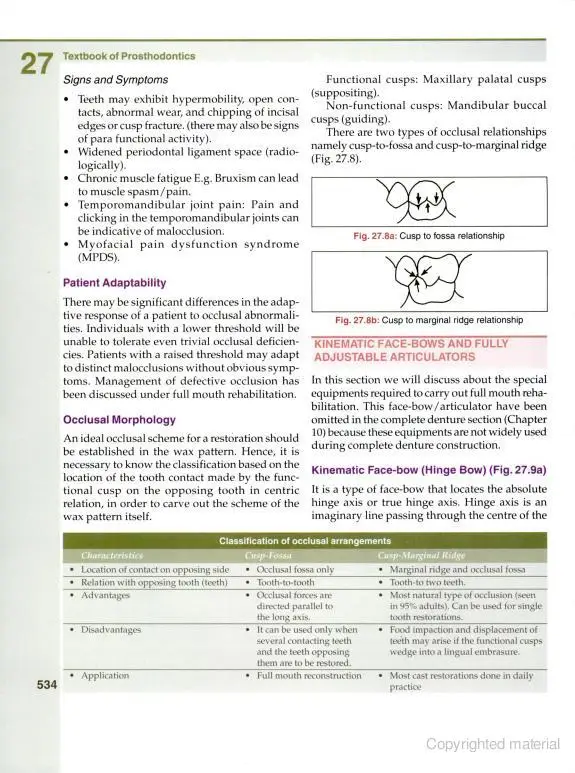 27
Textbook of Prosthodontics
Signs and Symptoms
• Teeth may exhibit hypermobility, open con-
tacts, abnormal wear, and chipping of incisal
edges or cusp fracture. (there may also be signs
of para functional activity).
• Widened periodontal ligament space (radio-
logically).
• Chronic muscle fatigue E.g. Bruxism can lead
to muscle spasm/pain.
• Temporomandibular joint pain: Pain and
clicking in the temporomandibular joints can
be indicative of malocclusion.
• Myofacial pain dysfunction syndrome
(MPDS).
Patient Adaptability
There may be significant differences in the adap-
tive response of a patient to occlusal abnormali-
ties. Individuals with a lower threshold will be
unable to tolerate even trivial occlusal deficien-
cies. Patients with a raised threshold may adapt
to distinct malocclusions without obvious symp-
toms. Management of defective occlusion has
been discussed under full mouth rehabilitation.
Occlusal Morphology
An ideal occlusal scheme for a restoration should
be established in the wax pattern. Hence, it is
necessary to know the classification based on the
location of the tooth contact made by the func-
tional cusp on the opposing tooth in centric
relation, in order to carve out the scheme of the
wax pattern itself.
Functional cusps: Maxillary palatal cusps
(suppositing).
Non-functional cusps: Mandibular buccal
cusps (guiding).
There are two types of occlusal relationships
namely cusp-to-fossa and cusp-to-marginal ridge
(Fig. 27.8).
Fig. 27.8a: Cusp to fossa relationship
Fig. 27.8b: Cusp to marginal ridge relationship
KINEMATIC FACE-BOWS AND FULLY
ADJUSTABLE ARTICULATORS
In this section we will discuss about the special
equipments required to carry out full mouth reha-
bilitation. This face-bow/articulator have been
omitted in the complete denture section (Chapter
10) because these equipments are not widely used
during complete denture construction.
Kinematic Face-bow (Hinge Bow) (Fig. 27.9a)
It is a type of face-bow that locates the absolute
hinge axis or true hinge axis. Hinge axis is an
imaginary line passing through the centre of the
Classification of occlusal arrangements
Characteristics Cusp-Fossa Cusp-Marginal Ridge
• Location of contact on opposing side • Occlusal fossa only • Marginal ridge and occlusal fossa
• Relation with opposing tooth (teeth) • Tooth-to-tooth • Tooth-to two teeth.
• Advantages • Occlusal forces are • Most natural type of occlusion (seen
directed parallel to in 95% adults). Can be used for single
the long axis. tooth restorations.
• Disadvantages • It can be used only when • Food impaction and displacement of
several contacting teeth teeth may arise if the functional cusps
and the teeth opposing wedge into a lingual embrasure.
them are to be restored.
• Application • Full mouth reconstruction • Most cast restorations done in daily
practice
534
Copyrighted material